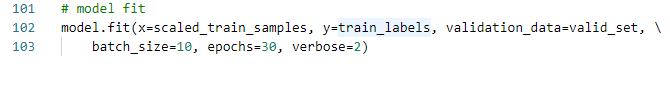 101 # model fit
102 model.fit(x=scaled_train_samples, y=train_labels, validation_data=valid_set, \
103 batch_size=10, epochs=30, verbose=2)